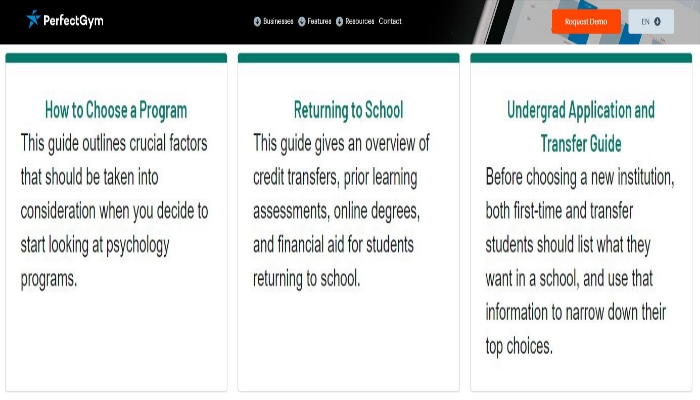 PerfectGym
Businesses Features Resources Contact
Request Demo
EN
How to Choose a Program
This guide outlines crucial factors
that should be taken into
consideration when you decide to
start looking at psychology
programs.
Returning to School
This guide gives an overview of
credit transfers, prior learning
assessments, online degrees,
and financial aid for students
returning to school.
Undergrad Application and
Transfer Guide
Before choosing a new institution,
both first-time and transfer
students should list what they
want in a school, and use that
information to narrow down their
top choices.